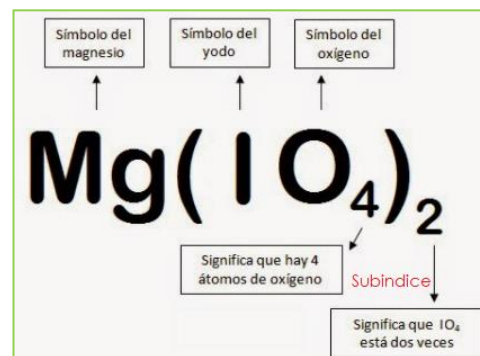 Símbolo del
magnesio
Símbolo del
yodo
Símbolo del
oxígeno
Mg(IO₄)₂
Significa que hay 4
átomos de oxígeno
Subindice
Significa que IO₄
está dos veces